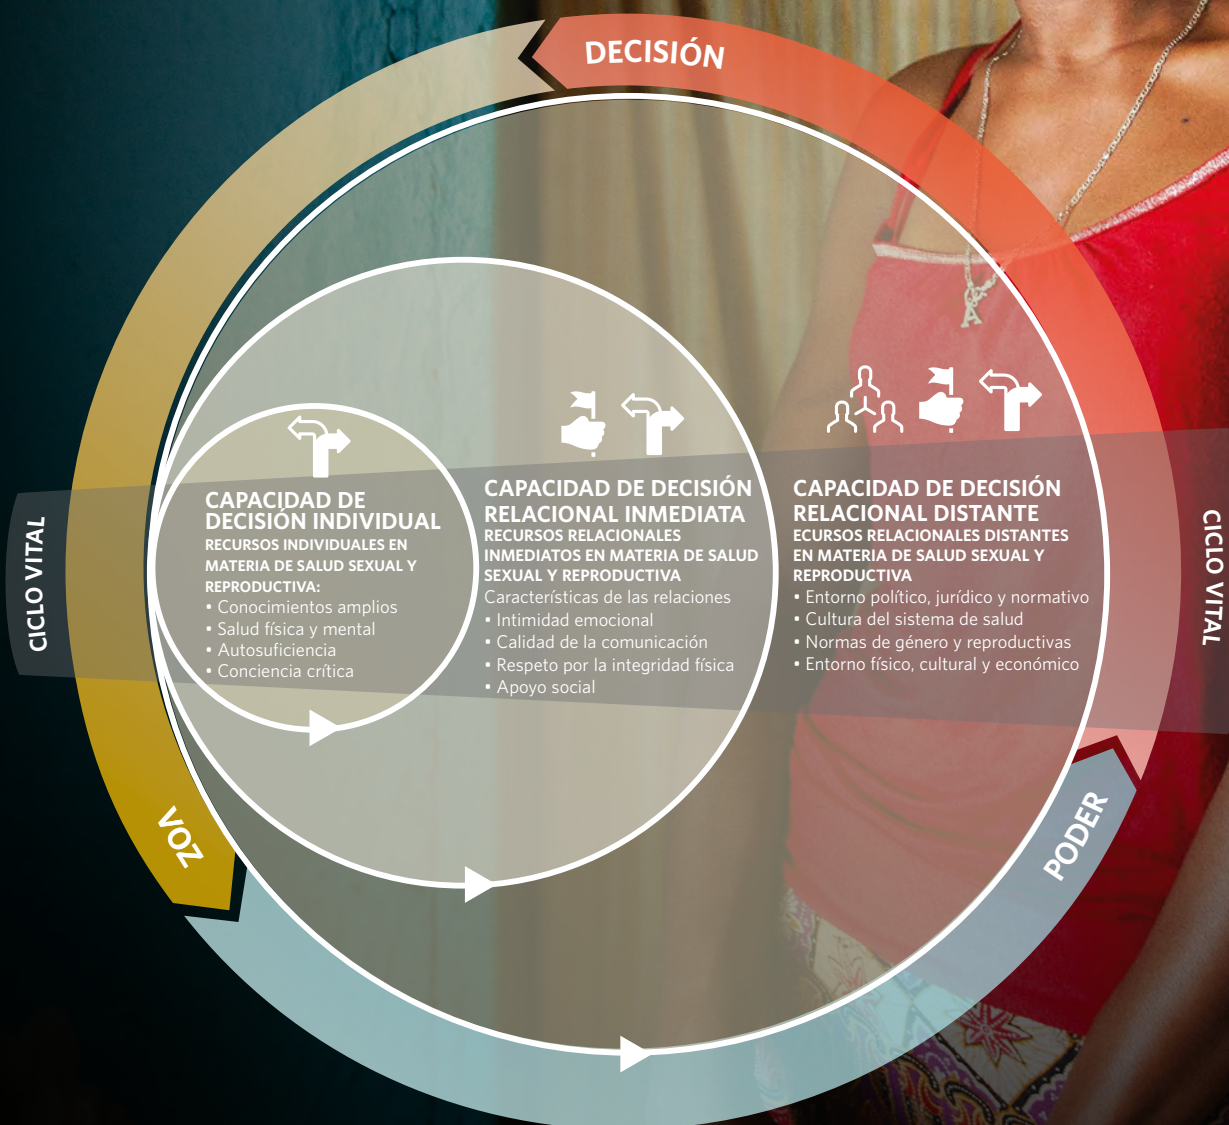 DECISIÓN
CICLO VITAL
CAPACIDAD DE
DECISIÓN INDIVIDUAL
RECURSOS INDIVIDUALES EN
MATERIA DE SALUD SEXUAL Y
REPRODUCTIVA:
• Conocimientos amplios
• Salud física y mental
• Autosuficiencia
• Conciencia crítica
CAPACIDAD DE DECISIÓN
RELACIONAL INMEDIATA
RECURSOS RELACIONALES
INMEDIATOS EN MATERIA DE SALUD
SEXUAL Y REPRODUCTIVA
Características de las relaciones
• Intimidad emocional
• Calidad de la comunicación
• Respeto por la integridad física
• Apoyo social
CAPACIDAD DE DECISIÓN
RELACIONAL DISTANTE
ECURSOS RELACIONALES DISTANTES
EN MATERIA DE SALUD SEXUAL Y
REPRODUCTIVA
• Entorno político, jurídico y normativo
• Cultura del sistema de salud
• Normas de género y reproductivas
• Entorno físico, cultural y económico
CICLO VITAL
VOZ
PODER
A